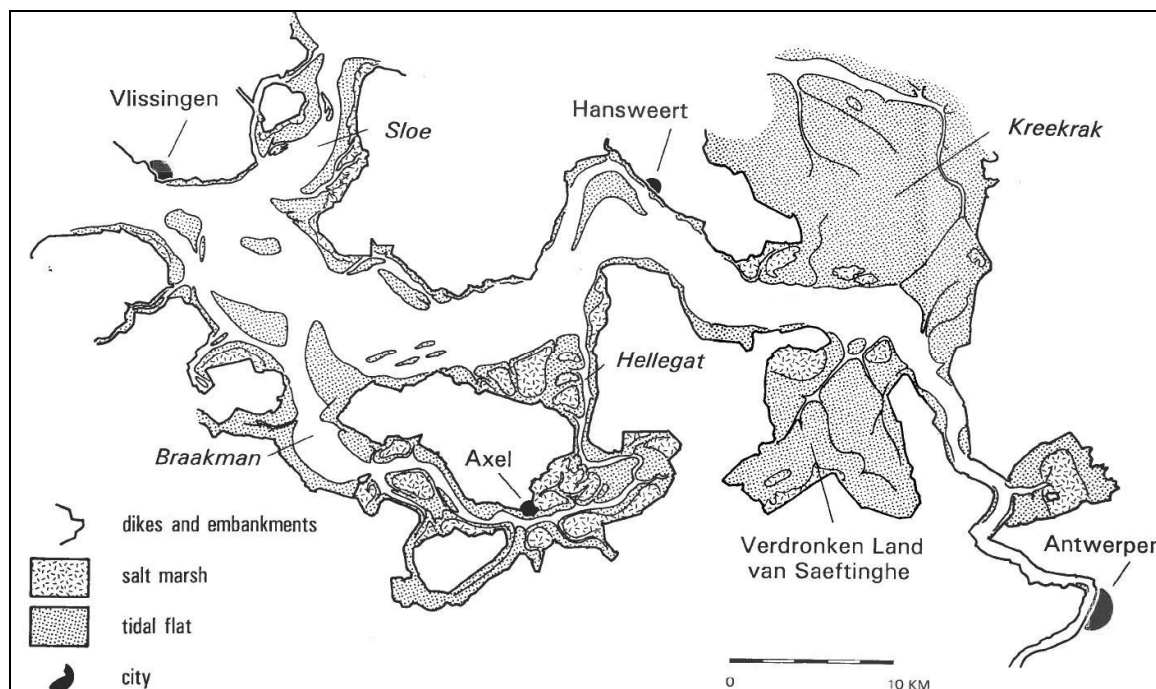 Vlissingen
Sloe
Hansweert
Kreekrak
Hellegat
Braakman
Axel
Verdronken Land
van Saeftinghe
Antwerpen
dikes and embankments
salt marsh
tidal flat
city
0
10 KM